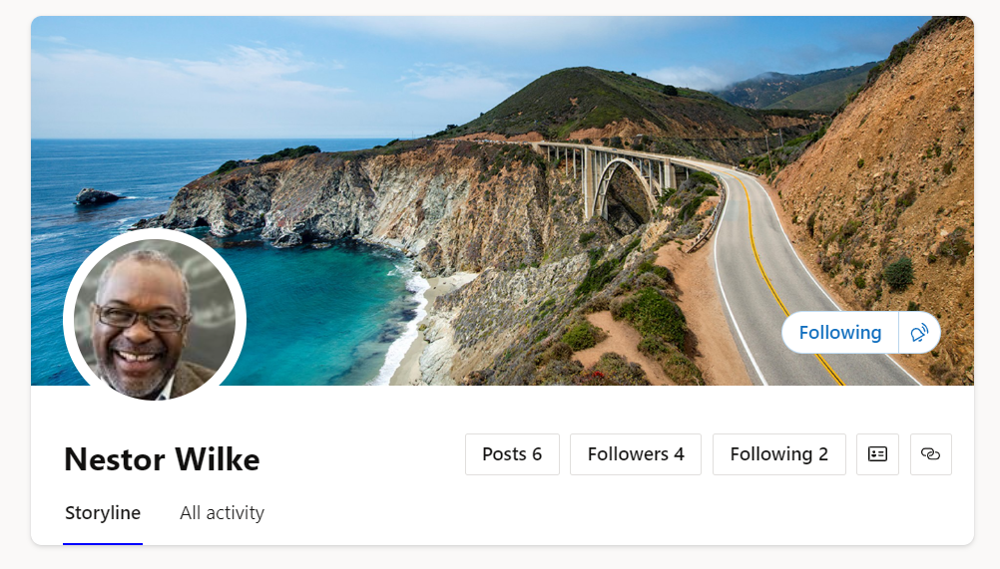 Following
Nestor Wilke
Posts 6
Followers 4
Following 2
Storyline
All activity